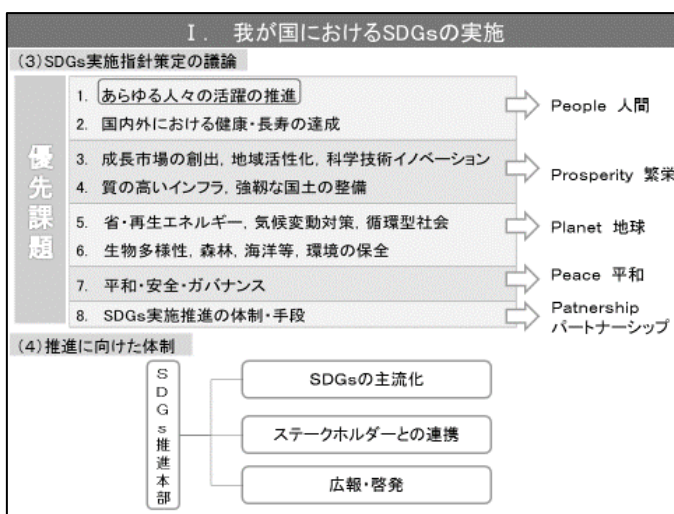 Ⅰ． 我が国におけるSDGsの実施
(3)SDGs実施指針策定の議論
優先課題
1. あらゆる人々の活躍の推進
2. 国内外における健康・長寿の達成
People 人間
3. 成長市場の創出，地域活性化，科学技術イノベーション
4. 質の高いインフラ，強靱な国土の整備
Prosperity 繁栄
5. 省・再生エネルギー，気候変動対策，循環型社会
6. 生物多様性，森林，海洋等，環境の保全
Planet 地球
7. 平和・安全・ガバナンス
Peace 平和
8. SDGs実施推進の体制・手段
Patnership
パートナーシップ
(4)推進に向けた体制
SDGs推進本部
SDGsの主流化
ステークホルダーとの連携
広報・啓発